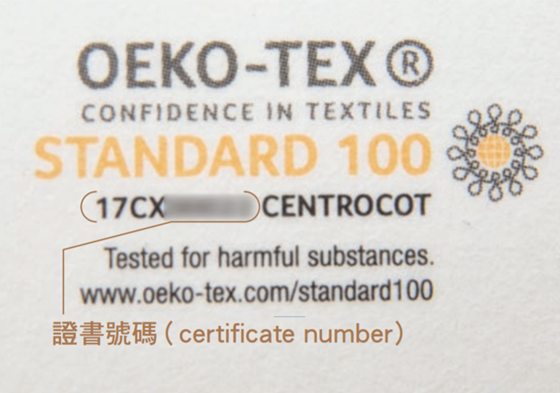 OEKO-TEX®
CONFIDENCE IN TEXTILES
STANDARD 100
17CX CENTROCOT
Tested for harmful substances.
www.oeko-tex.com/standard100
證書號碼 ( certificate number)